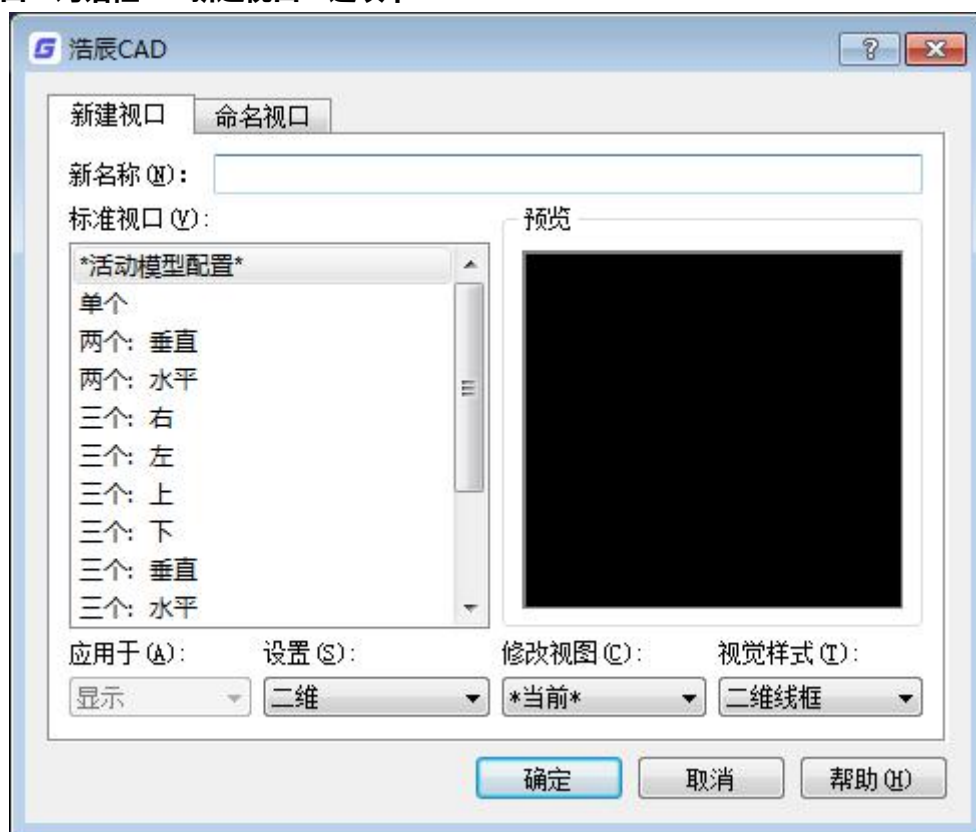 浩辰CAD
新建视口 命名视口
新名称(N):
标准视口(V):
预览
*活动模型配置*
单个
两个: 垂直
两个: 水平
三个: 右
三个: 左
三个: 上
三个: 下
三个: 垂直
三个: 水平
应用于(A): 设置(S): 修改视图(C): 视觉样式(T):
显示 二维 *当前* 二维线框
确定 取消 帮助(H)